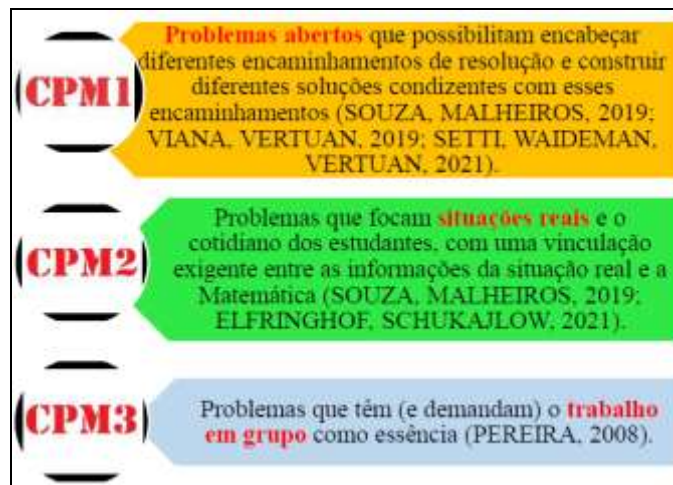 CPM1
Problemas abertos que possibilitam encabeçar
diferentes encaminhamentos de resolução e construir
diferentes soluções condizentes com esses
encaminhamentos (SOUZA, MALHEIROS, 2019;
VIANA, VERTUAN, 2019; SETTI, WAIDEMAN,
VERTUAN, 2021).
CPM2
Problemas que focam situações reais e o
cotidiano dos estudantes, com uma vinculação
exigente entre as informações da situação real e a
Matemática (SOUZA, MALHEIROS, 2019;
ELFRINGHOF, SCHUKAJLOW, 2021).
CPM3
Problemas que têm (e demandam) o trabalho
em grupo como essência (PEREIRA, 2008).